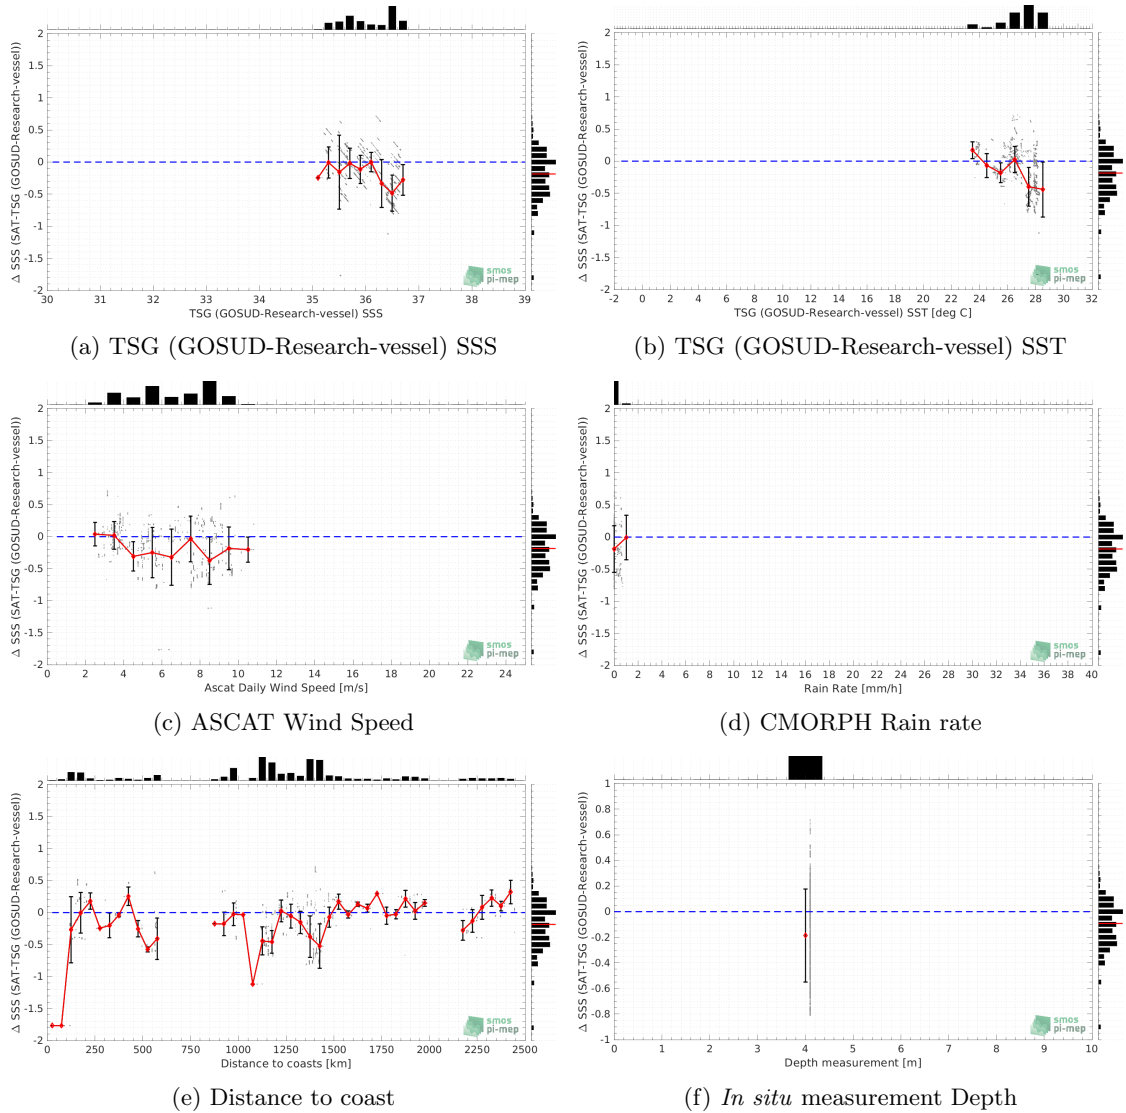 2
1.5
1
0.5
0
-0.5
-1
-1.5
-2
Δ SSS (SAT-TSG (GOSUD-Research-vessel))
30 31 32 33 34 35 36 37 38 39
TSG (GOSUD-Research-vessel) SSS
smos
pi-mep
(a) TSG (GOSUD-Research-vessel) SSS
2
1.5
1
0.5
0
-0.5
-1
-1.5
-2
Δ SSS (SAT-TSG (GOSUD-Research-vessel))
-2 0 2 4 6 8 10 12 14 16 18 20 22 24 26 28 30 32
TSG (GOSUD-Research-vessel) SST [deg C]
smos
pi-mep
(b) TSG (GOSUD-Research-vessel) SST
2
1.5
1
0.5
0
-0.5
-1
-1.5
-2
Δ SSS (SAT-TSG (GOSUD-Research-vessel))
0 2 4 6 8 10 12 14 16 18 20 22 24
Ascat Daily Wind Speed [m/s]
smos
pi-mep
(c) ASCAT Wind Speed
2
1.5
1
0.5
0
-0.5
-1
-1.5
-2
Δ SSS (SAT-TSG (GOSUD-Research-vessel))
0 2 4 6 8 10 12 14 16 18 20 22 24 26 28 30 32 34 36 38 40
Rain Rate [mm/h]
smos
pi-mep
(d) CMORPH Rain rate
2
1.5
1
0.5
0
-0.5
-1
-1.5
-2
Δ SSS (SAT-TSG (GOSUD-Research-vessel))
0 250 500 750 1000 1250 1500 1750 2000 2250 2500
Distance to coasts [km]
smos
pi-mep
(e) Distance to coast
1
0.8
0.6
0.4
0.2
0
-0.2
-0.4
-0.6
-0.8
-1
Δ SSS (SAT-TSG (GOSUD-Research-vessel))
0 1 2 3 4 5 6 7 8 9 10
Depth measurement [m]
smos
pi-mep
(f) In situ measurement Depth